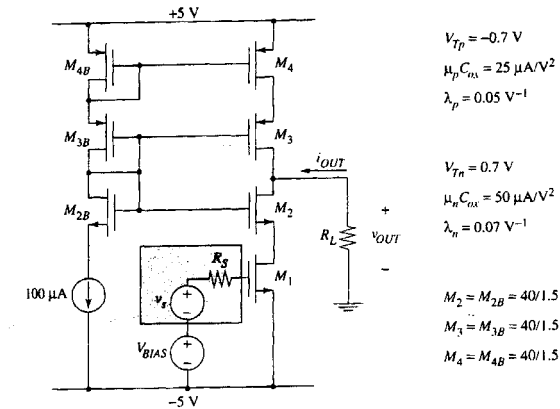 +5 V
M4B
M4
M3B
M3
iOUT
M2B
M2
RS
M1
RL
+
vOUT
−
100 μA
+
vs
−
+
VBIAS
−
−5 V
VTp = −0.7 V
μpCox = 25 μA/V²
λp = 0.05 V⁻¹
VTn = 0.7 V
μnCox = 50 μA/V²
λn = 0.07 V⁻¹
M2 = M2B = 40/1.5
M3 = M3B = 40/1.5
M4 = M4B = 40/1.5